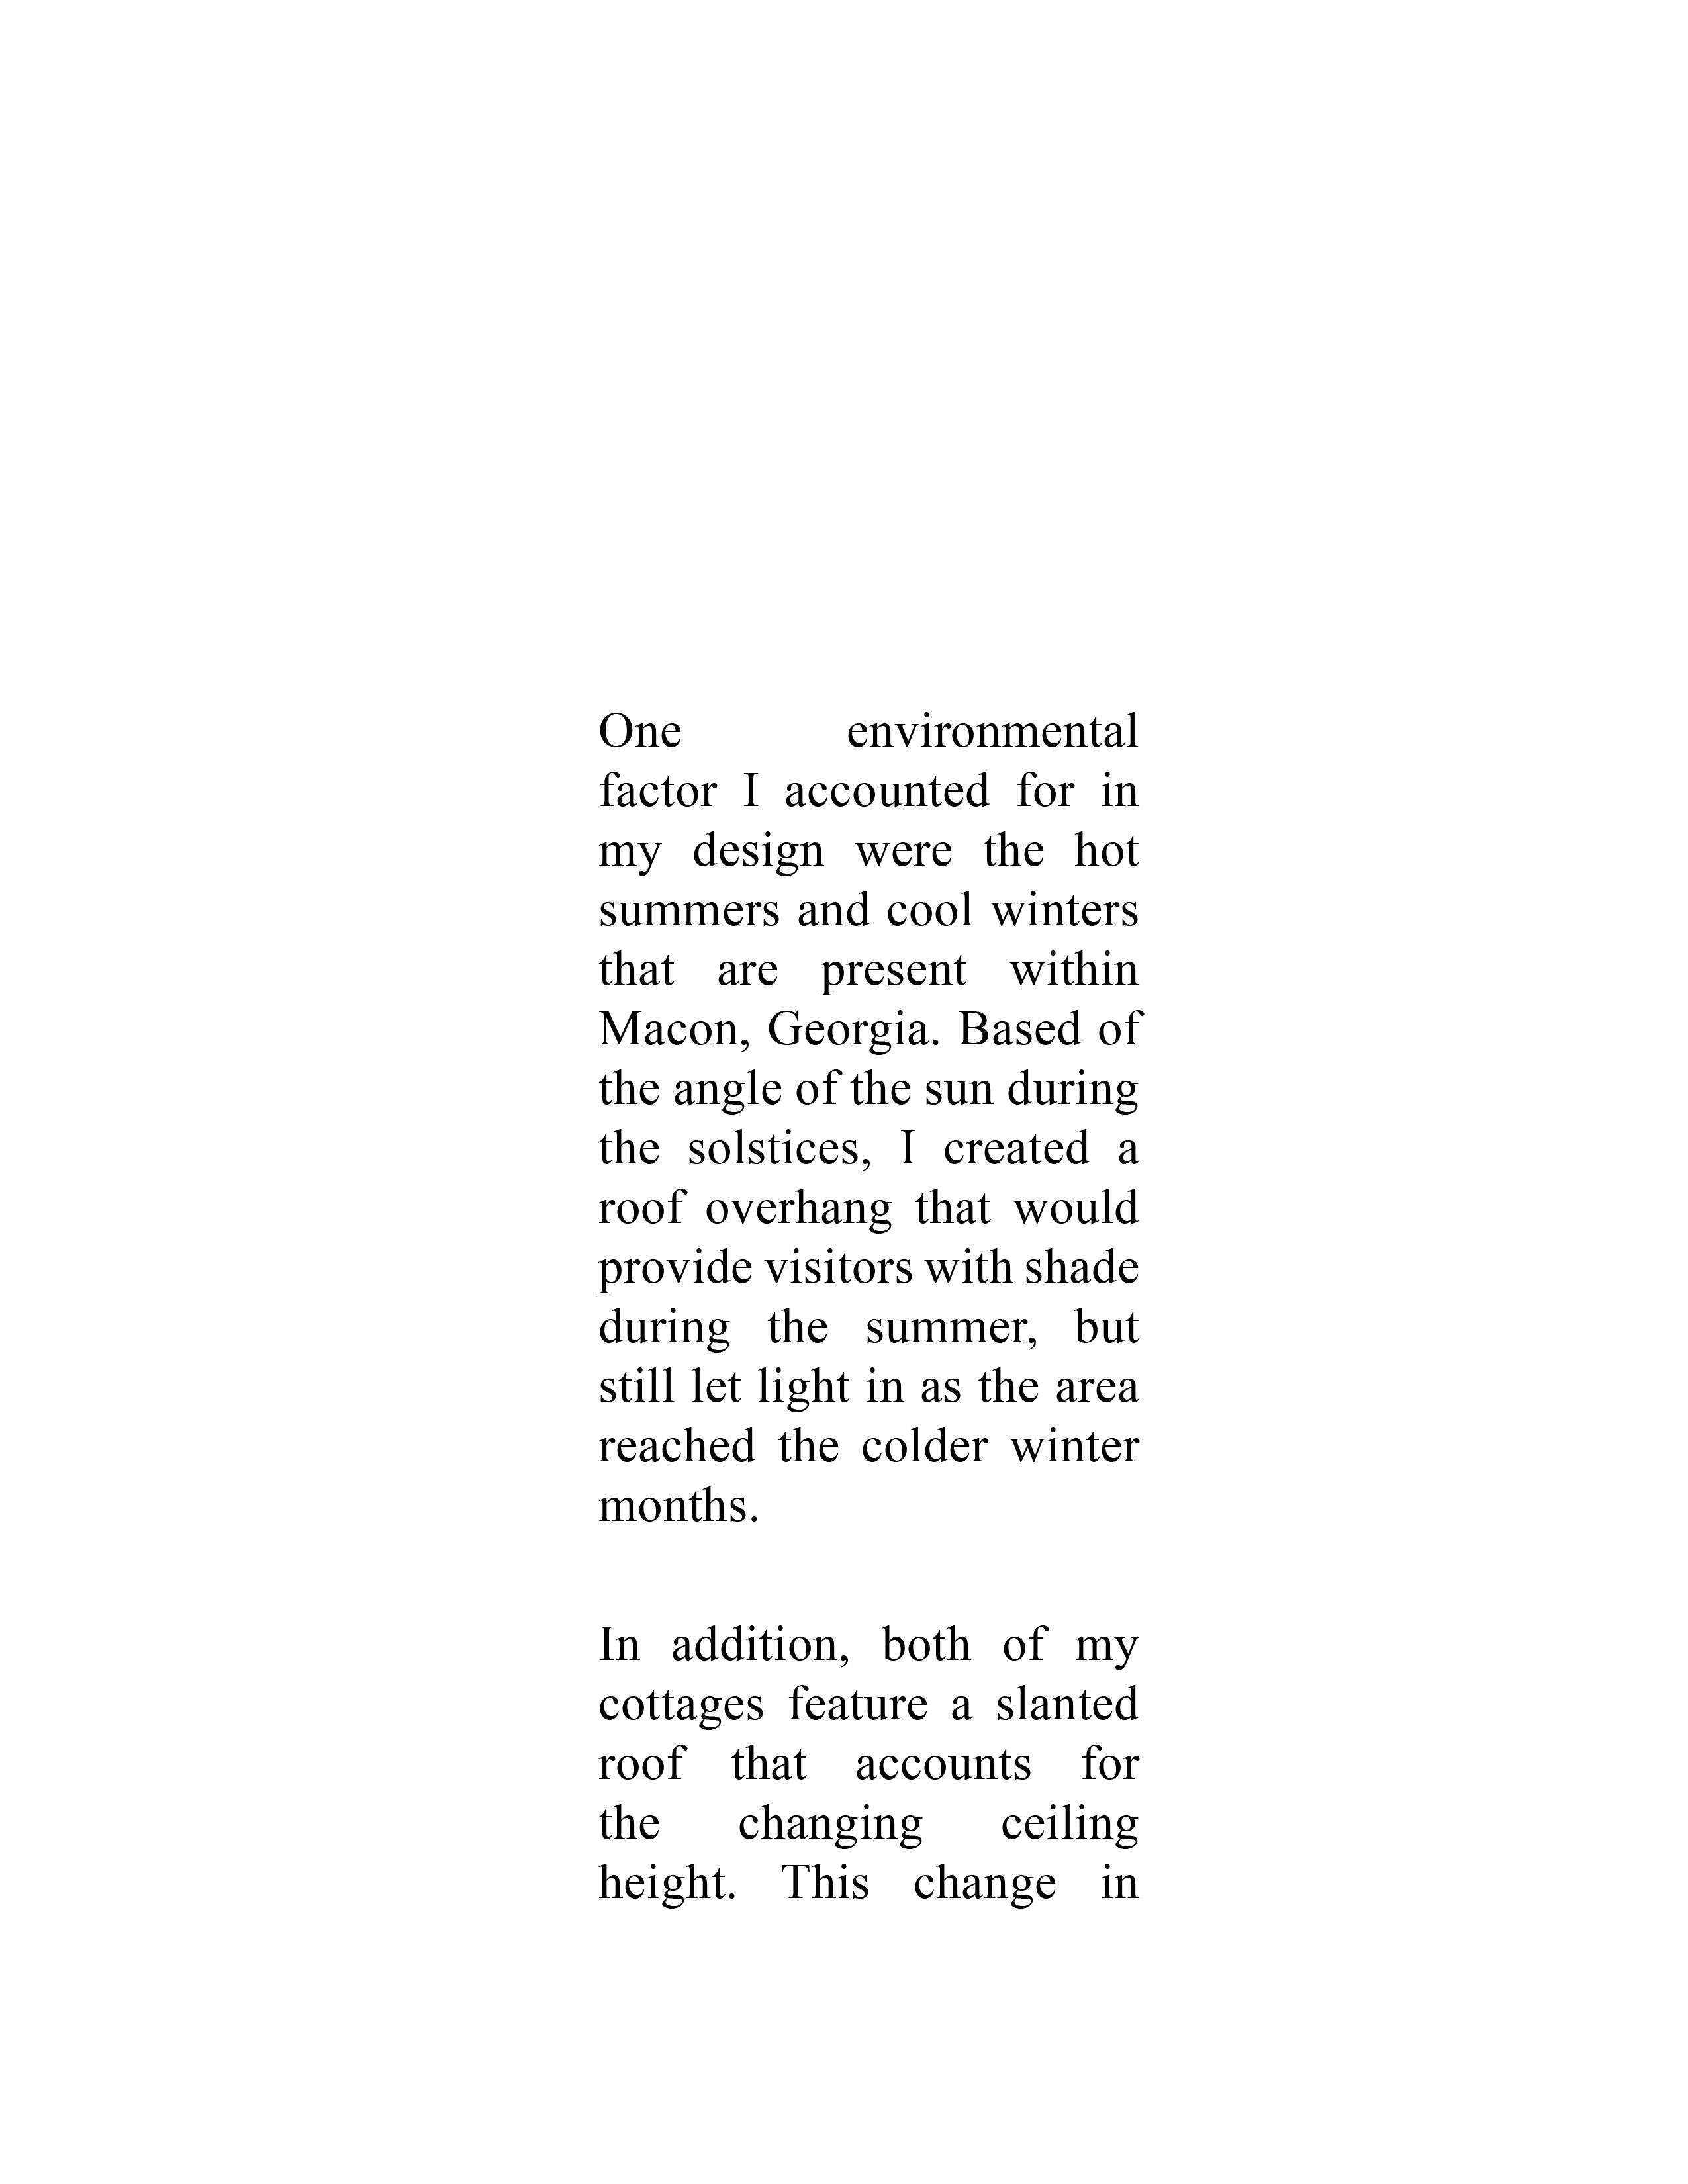 One environmental
factor I accounted for in
my design were the hot
summers and cool winters
that are present within
Macon, Georgia. Based of
the angle of the sun during
the solstices, I created a
roof overhang that would
provide visitors with shade
during the summer, but
still let light in as the area
reached the colder winter
months.
In addition, both of my
cottages feature a slanted
roof that accounts for
the changing ceiling
height. This change in